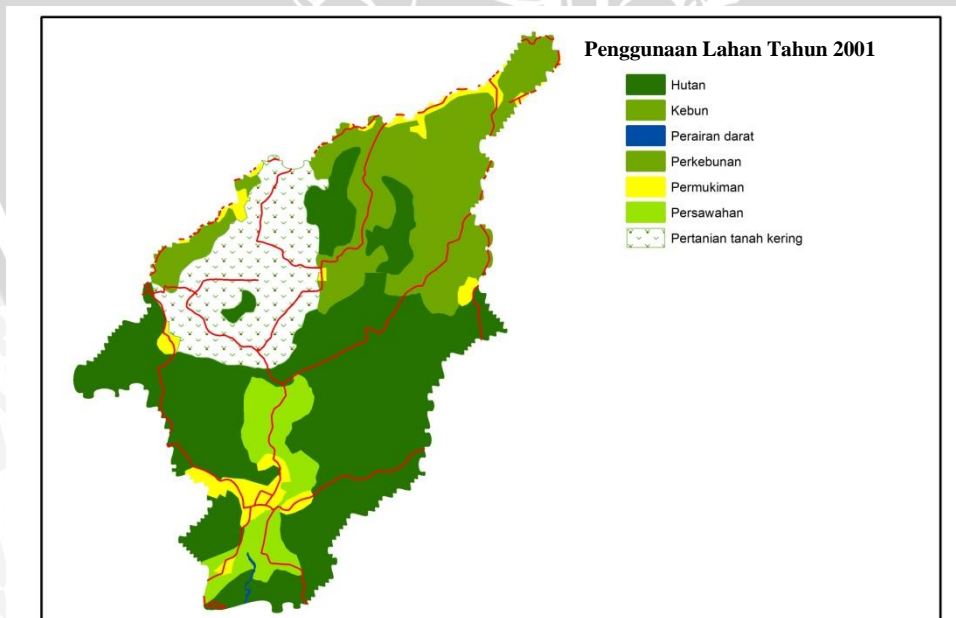 Penggunaan Lahan Tahun 2001
Hutan
Kebun
Perairan darat
Perkebunan
Permukiman
Persawahan
Pertanian tanah kering